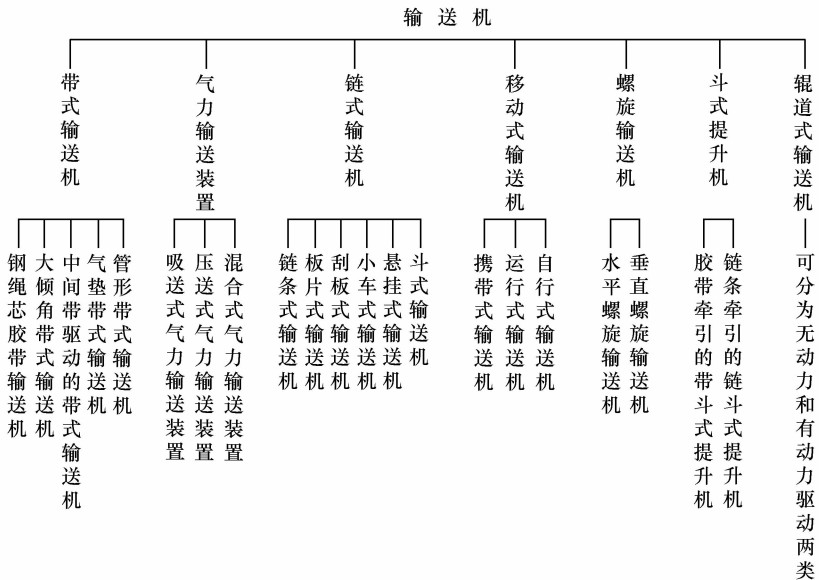 输送机
带式输送机
气力输送装置
链式输送机
移动式输送机
螺旋输送机
斗式提升机
辊道式输送机
钢绳芯胶带输送机
大倾角带式输送机
中间带驱动的带式输送机
气垫带式输送机
管形带式输送机
吸送式气力输送装置
压送式气力输送装置
混合式气力输送装置
链条式输送机
板片式输送机
刮板式输送机
小车式输送机
悬挂式输送机
斗式输送机
携带式输送机
运行式输送机
自行式输送机
水平螺旋输送机
垂直螺旋输送机
胶带牵引的带斗式提升机
链条牵引的链斗式提升机
可分为无动力和有动力驱动两类